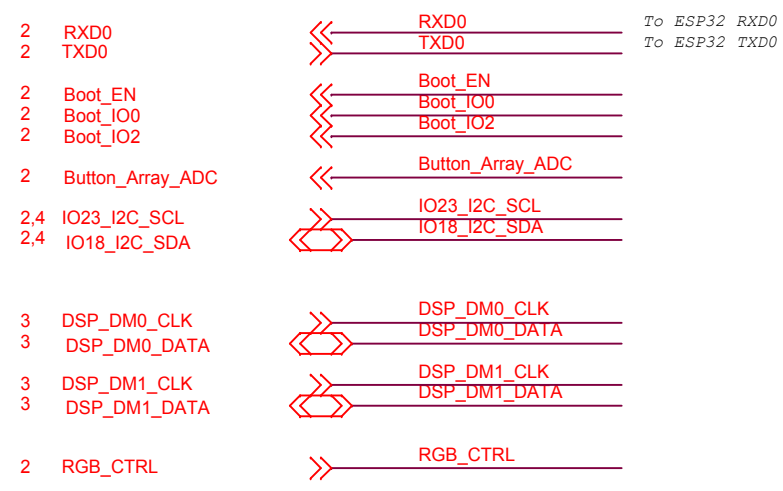 2 RXD0 RXD0 To ESP32 RXD0
2 TXD0 TXD0 To ESP32 TXD0
2 Boot_EN Boot_EN
2 Boot_IO0 Boot_IO0
2 Boot_IO2 Boot_IO2
2 Button_Array_ADC Button_Array_ADC
2,4 IO23_I2C_SCL IO23_I2C_SCL
2,4 IO18_I2C_SDA IO18_I2C_SDA
3 DSP_DM0_CLK DSP_DM0_CLK
3 DSP_DM0_DATA DSP_DM0_DATA
3 DSP_DM1_CLK DSP_DM1_CLK
3 DSP_DM1_DATA DSP_DM1_DATA
2 RGB_CTRL RGB_CTRL